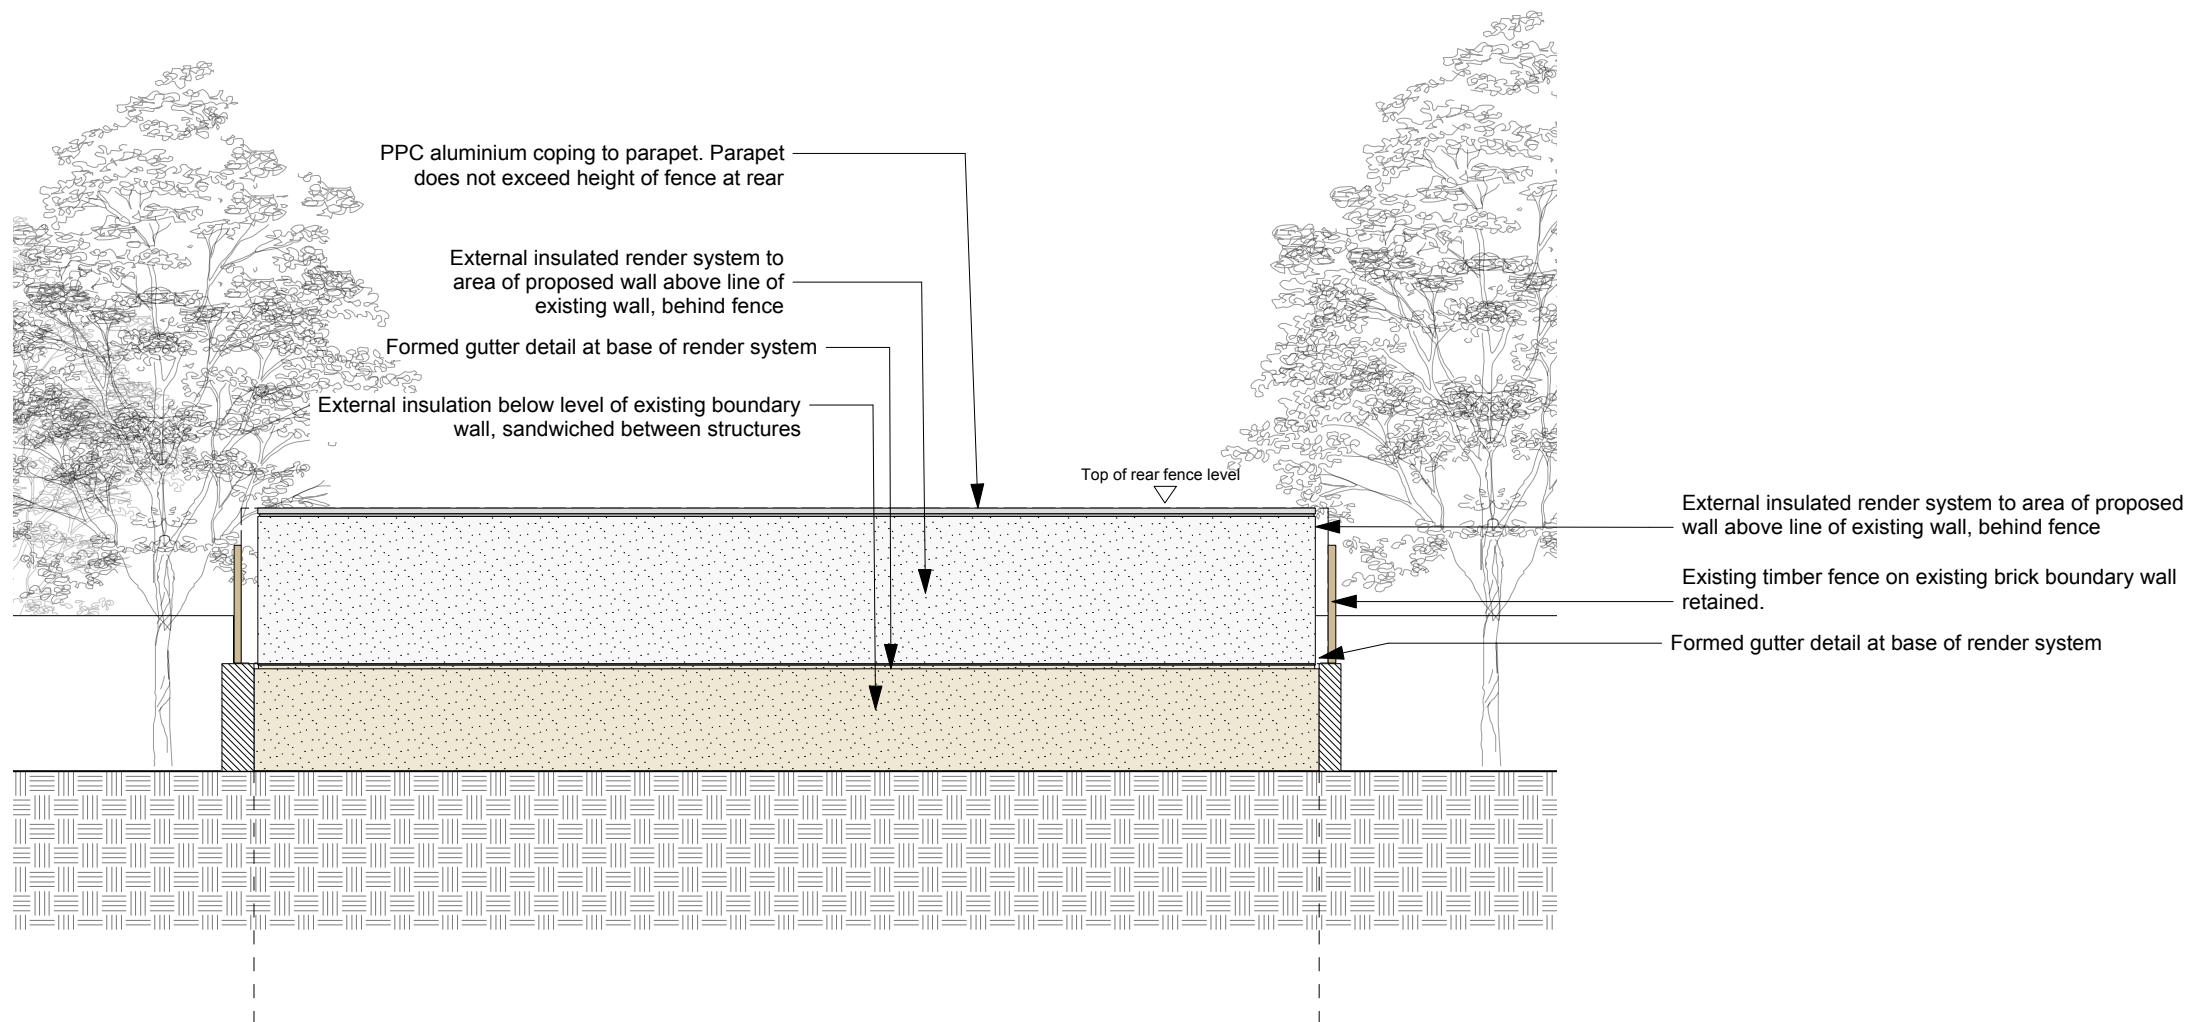 PPC aluminium coping to parapet. Parapet
does not exceed height of fence at rear
External insulated render system to
area of proposed wall above line of
existing wall, behind fence
Formed gutter detail at base of render system
External insulation below level of existing boundary
wall, sandwiched between structures
Top of rear fence level
External insulated render system to area of proposed
wall above line of existing wall, behind fence
Existing timber fence on existing brick boundary wall
retained.
Formed gutter detail at base of render system